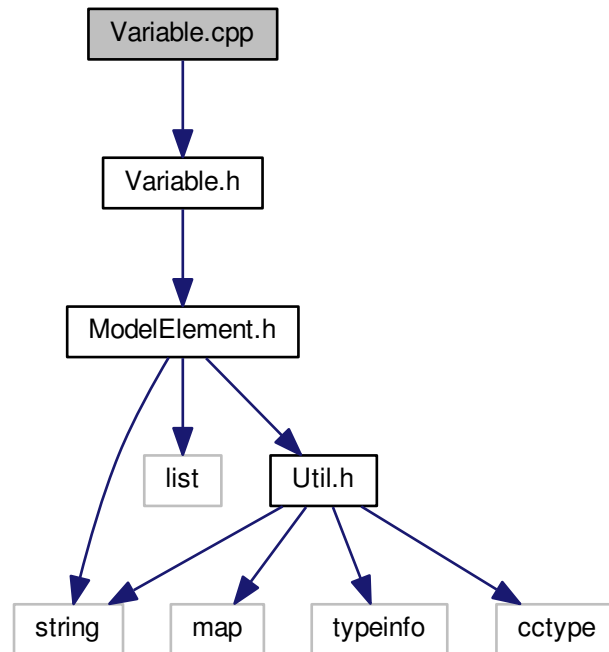 Variable.cpp
Variable.h
ModelElement.h
list
Util.h
string
map
typeinfo
cctype